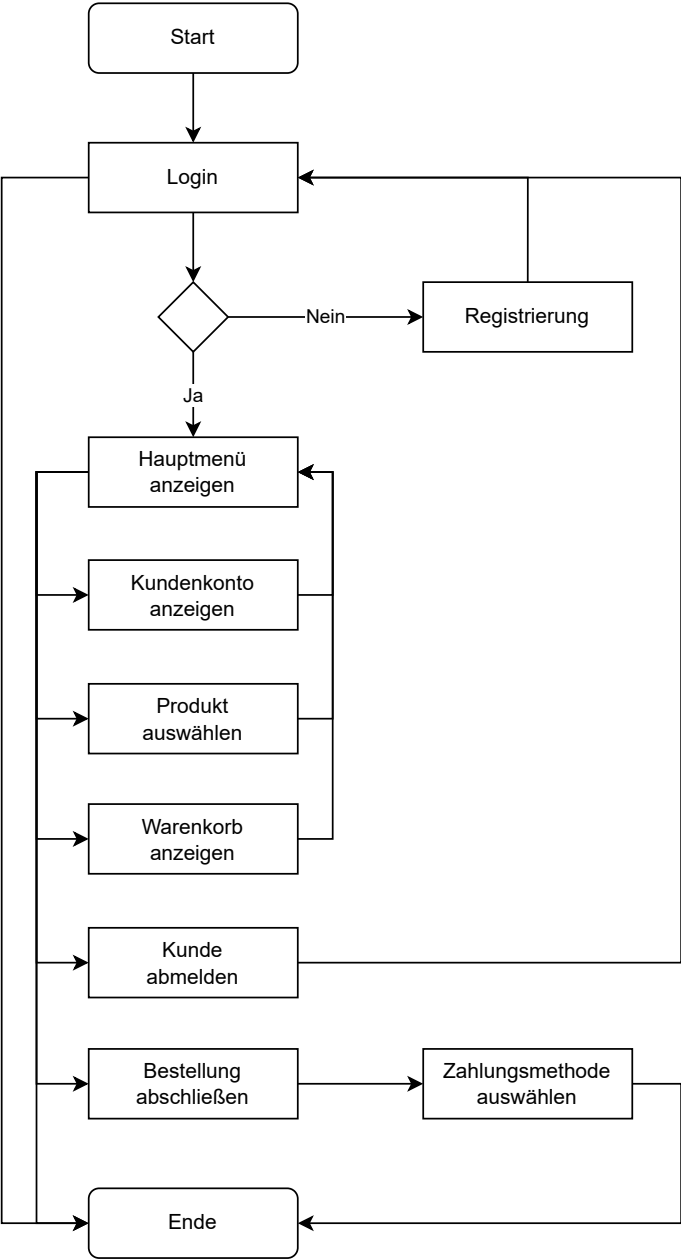 Start
Login
Nein
Registrierung
Ja
Hauptmenü
anzeigen
Kundenkonto
anzeigen
Produkt
auswählen
Warenkorb
anzeigen
Kunde
abmelden
Bestellung
abschließen
Zahlungsmethode
auswählen
Ende